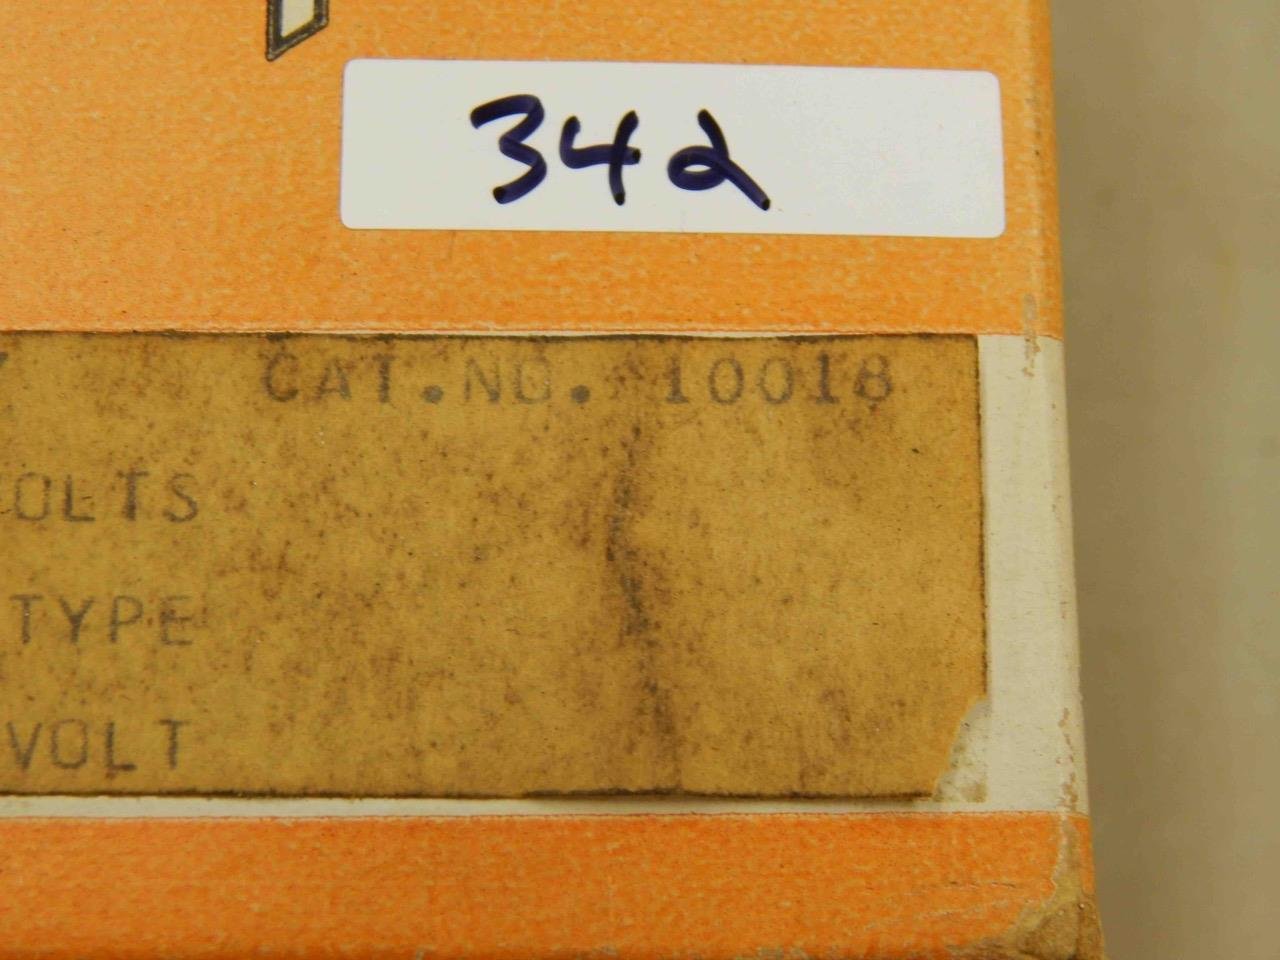 342
CAT.NO. 10018
OLTS
TYPE
VOLT